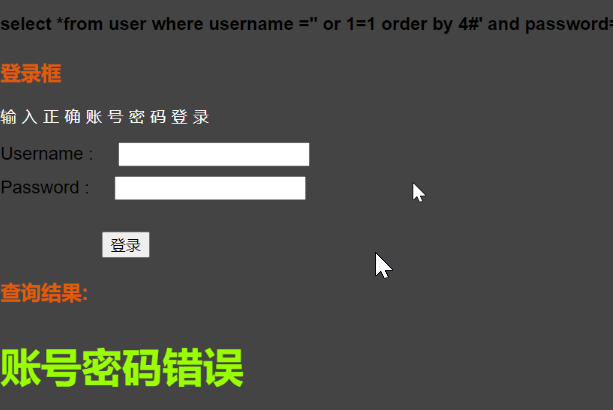 select *from user where username ='' or 1=1 order by 4#' and password=
登录框
输入正确账号密码登录
Username :
Password :
登录
查询结果:
账号密码错误